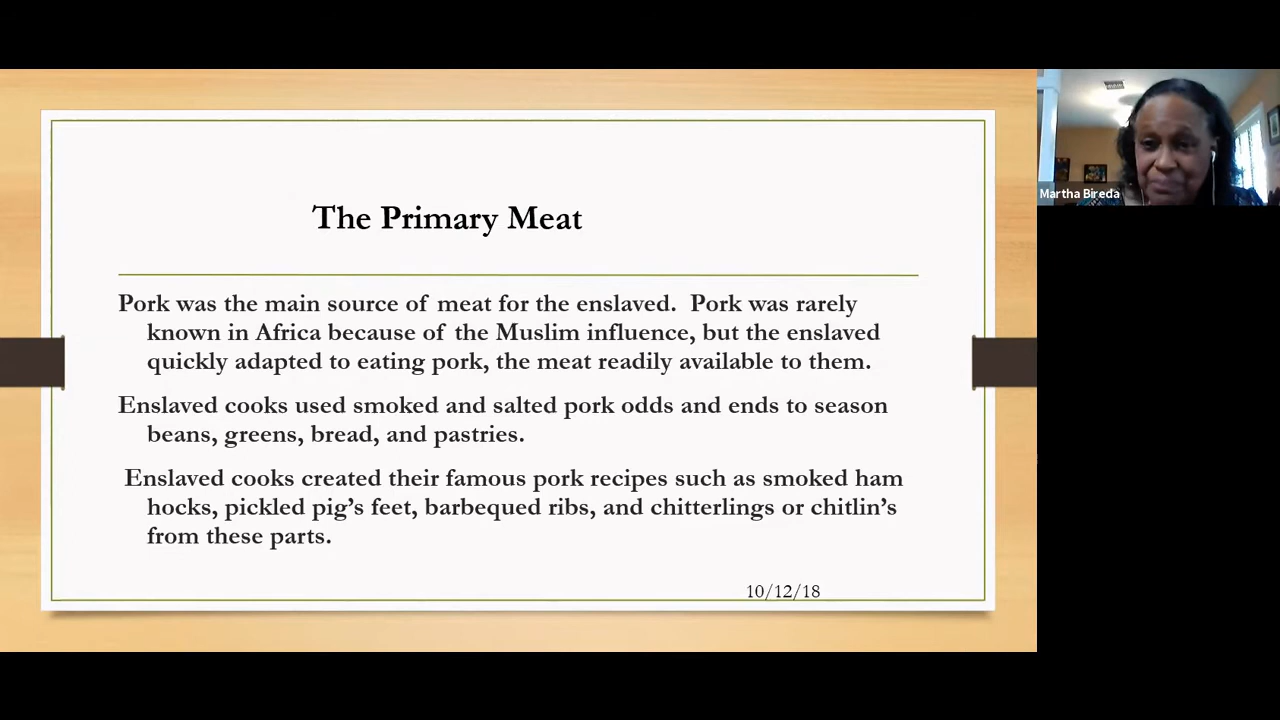 The Primary Meat
Pork was the main source of meat for the enslaved.  Pork was rarely
known in Africa because of the Muslim influence, but the enslaved
quickly adapted to eating pork, the meat readily available to them.
Enslaved cooks used smoked and salted pork odds and ends to season
beans, greens, bread, and pastries.
Enslaved cooks created their famous pork recipes such as smoked ham
hocks, pickled pig’s feet, barbequed ribs, and chitterlings or chitlin’s
from these parts.
10/12/18
Martha Bireda